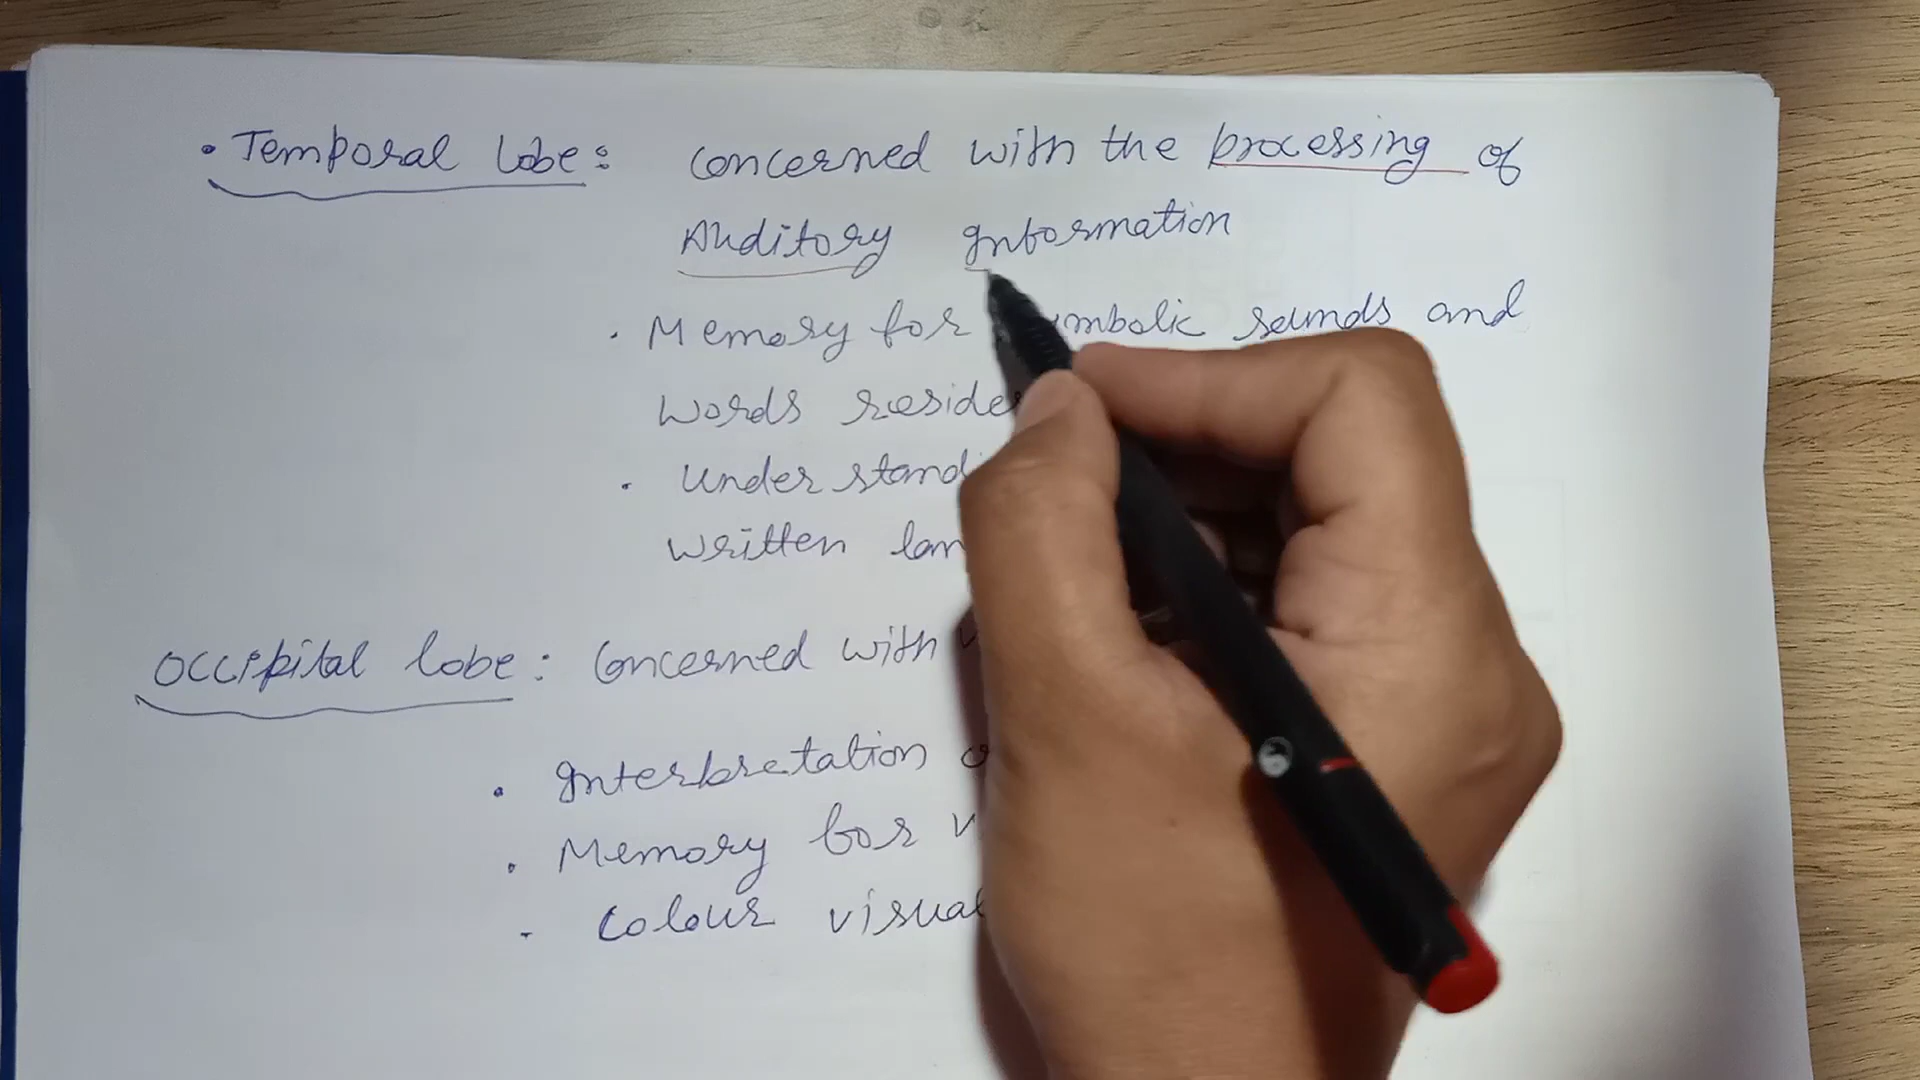 • Temporal lobe: concerned with the processing of
Auditory Information
• Memory for symbolic sounds and
words reside
• Understandi
written lan
Occipital lobe: Concerned with
• Interpretation
• Memory for
• Colour visual